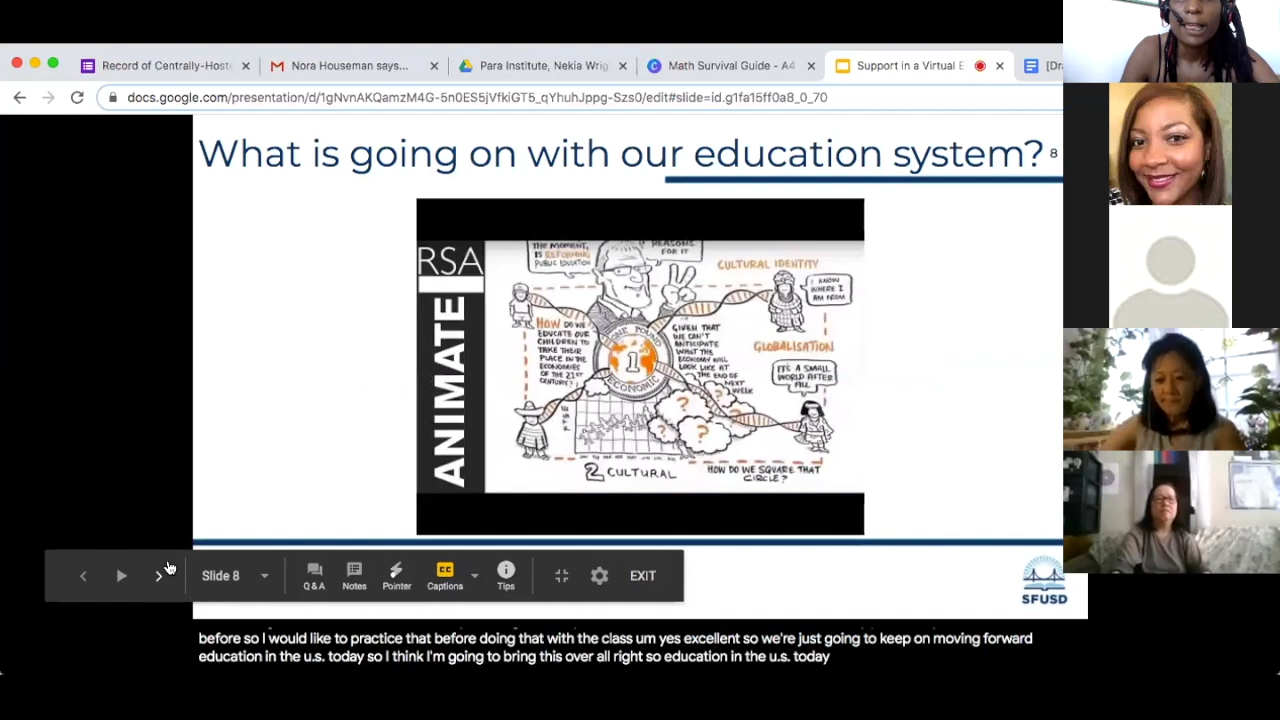 Record of Centrally-Host
Nora Houseman says...
Para Institute, Nekia Wrig
Math Survival Guide - A4
Support in a Virtual E
[Dra
docs.google.com/presentation/d/1gNvnAKQamzM4G-5n0ES5jVfkiGT5_qYhuhJppg-Szs0/edit#slide=id.g1fa15ff0a8_0_70
What is going on with our education system?
8
RSA
ANIMATE
THE MOMENT,
IS REFORMING
PUBLIC EDUCATION
REASONS
FOR IT
CULTURAL IDENTITY
I KNOW
WHERE I
AM FROM
HOW DO WE
EDUCATE OUR
CHILDREN TO
TAKE THEIR
PLACE IN THE
ECONOMIES
OF THE 21ST
CENTURY?
ONE POUND
1
ECONOMIC
GIVEN THAT
WE CAN'T
ANTICIPATE
WHAT THE
ECONOMY WILL
LOOK LIKE AT
THE END OF
NEXT
WEEK
GLOBALISATION
IT'S A SMALL
WORLD AFTER
ALL
? ? ? ? ?
2 CULTURAL
HOW DO WE SQUARE THAT
CIRCLE?
Slide 8
Q & A
Notes
Pointer
Captions
Tips
EXIT
SFUSD
before so I would like to practice that before doing that with the class um yes excellent so we're just going to keep on moving forward
education in the u.s. today so I think I'm going to bring this over all right so education in the u.s. today